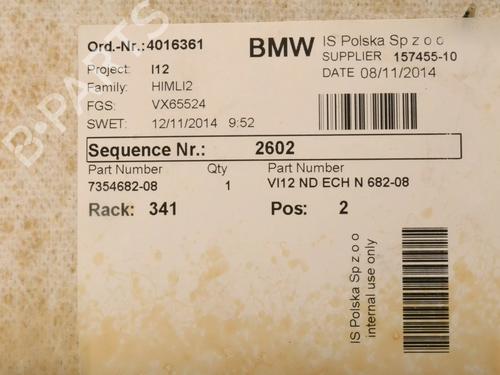 Ord.-Nr.:4016361
BMW
IS Polska Sp z o o
SUPPLIER 157455-10
DATE 08/11/2014
Project: I12
Family: HIMLI2
FGS: VX65524
SWET: 12/11/2014 9:52
Sequence Nr.: 2602
Part Number Qty Part Number
7354682-08 1 VI12 ND ECH N 682-08
Rack: 341 Pos: 2
IS Polska Sp z o o
internal use only
B-PARTS